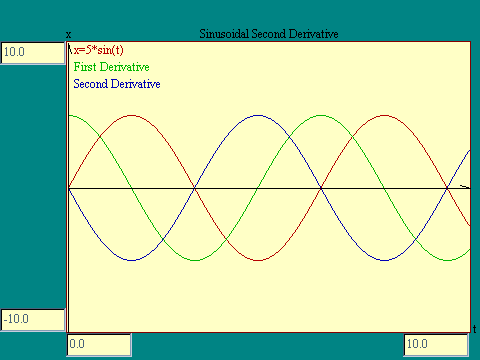 x
Sinusoidal Second Derivative
10.0
x=5*sin(t)
First Derivative
Second Derivative
-10.0
t
0.0
10.0